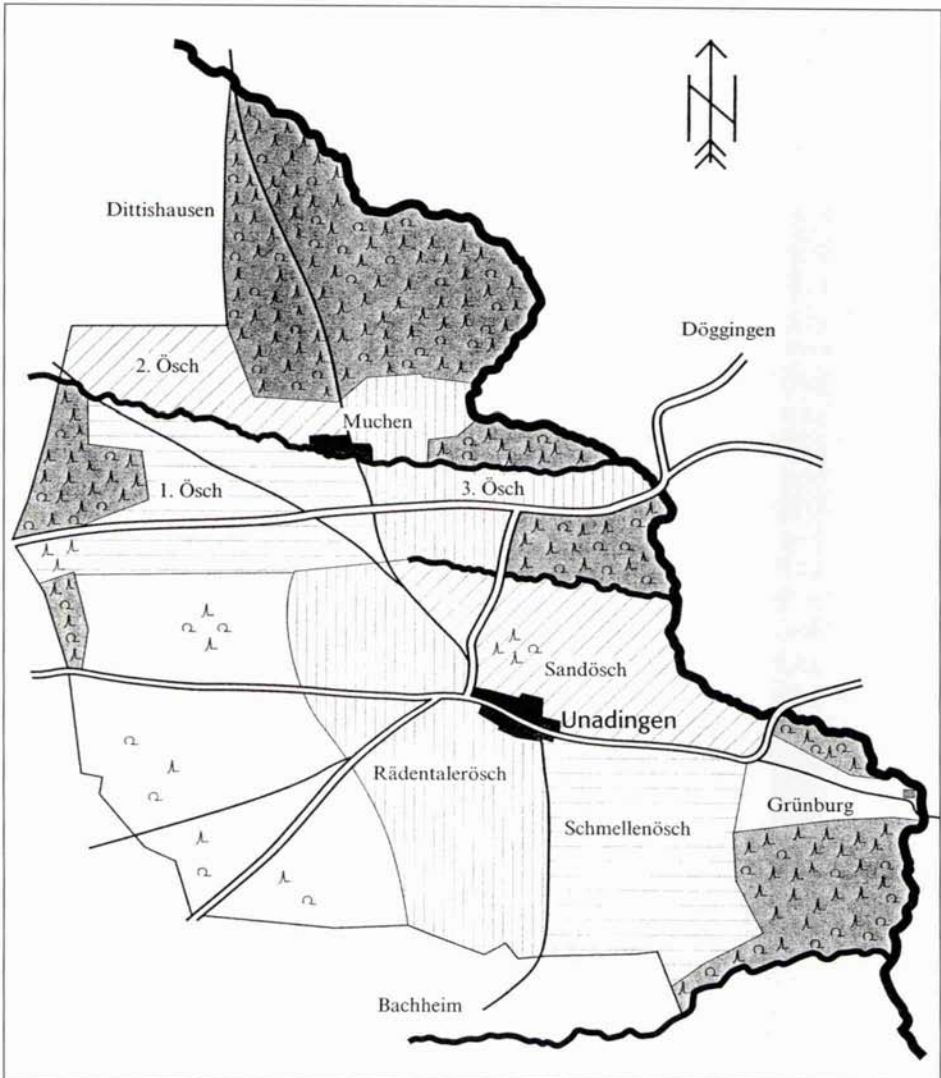 N
Dittishausen
Döggingen
2. Ösch
Muchen
1. Ösch
3. Ösch
Sandösch
Unadingen
Rädentalerösch
Grünburg
Schmellenösch
Bachheim